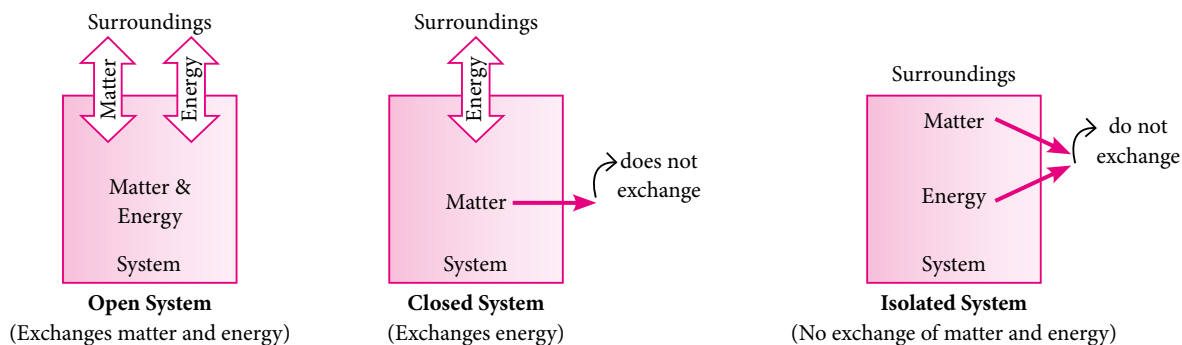 Surroundings
Matter
Energy
Matter &
Energy
System
Open System
(Exchanges matter and energy)
Surroundings
Energy
Matter
does not
exchange
System
Closed System
(Exchanges energy)
Surroundings
Matter
Energy
do not
exchange
System
Isolated System
(No exchange of matter and energy)